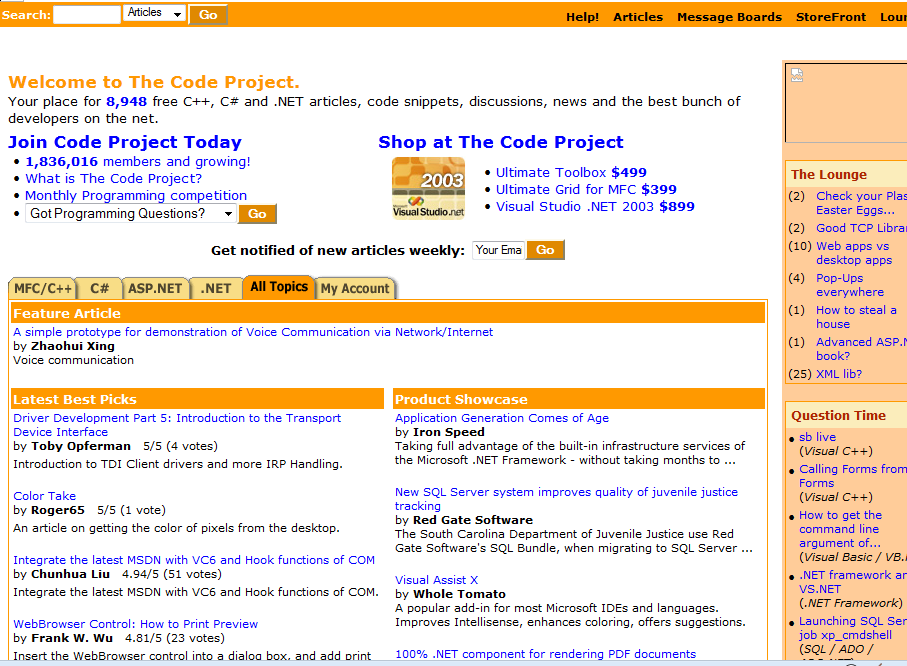 Search: Articles Go
Help! Articles Message Boards StoreFront
Welcome to The Code Project.
Your place for 8,948 free C++, C# and .NET articles, code snippets, discussions, news and the best bunch of
developers on the net.
Join Code Project Today
• 1,836,016 members and growing!
• What is The Code Project?
• Monthly Programming competition
• Got Programming Questions? Go
Shop at The Code Project
2003
Microsoft
Visual Studio.net
• Ultimate Toolbox $499
• Ultimate Grid for MFC $399
• Visual Studio .NET 2003 $899
Get notified of new articles weekly: Your Ema Go
MFC/C++ C# ASP.NET .NET All Topics My Account
Feature Article
A simple prototype for demonstration of Voice Communication via Network/Internet
by Zhaohui Xing
Voice communication
Latest Best Picks
Driver Development Part 5: Introduction to the Transport
Device Interface
by Toby Opferman 5/5 (4 votes)
Introduction to TDI Client drivers and more IRP Handling.
Color Take
by Roger65 5/5 (1 vote)
An article on getting the color of pixels from the desktop.
Integrate the latest MSDN with VC6 and Hook functions of COM
by Chunhua Liu 4.94/5 (51 votes)
Integrate the latest MSDN with VC6 and Hook functions of COM.
WebBrowser Control: How to Print Preview
by Frank W. Wu 4.81/5 (23 votes)
Insert the WebBrowser control into a dialog box, and add print
Product Showcase
Application Generation Comes of Age
by Iron Speed
Taking full advantage of the built-in infrastructure services of
the Microsoft .NET Framework - without taking months to ...
New SQL Server system improves quality of juvenile justice
tracking
by Red Gate Software
The South Carolina Department of Juvenile Justice use Red
Gate Software's SQL Bundle, when migrating to SQL Server ...
Visual Assist X
by Whole Tomato
A popular add-in for most Microsoft IDEs and languages.
Improves Intellisense, enhances coloring, offers suggestions.
100% .NET component for rendering PDF documents
The Lounge
(2) Check your Plas
Easter Eggs...
(2) Good TCP Libra
(10) Web apps vs
desktop apps
(4) Pop-Ups
everywhere
(1) How to steal a
house
(1) Advanced ASP.N
book?
(25) XML lib?
Question Time
• sb live
(Visual C++)
• Calling Forms from
Forms
(Visual C++)
• How to get the
command line
argument of...
(Visual Basic / VB.
• .NET framework an
VS.NET
(.NET Framework)
• Launching SQL Ser
job xp_cmdshell
(SQL / ADO /